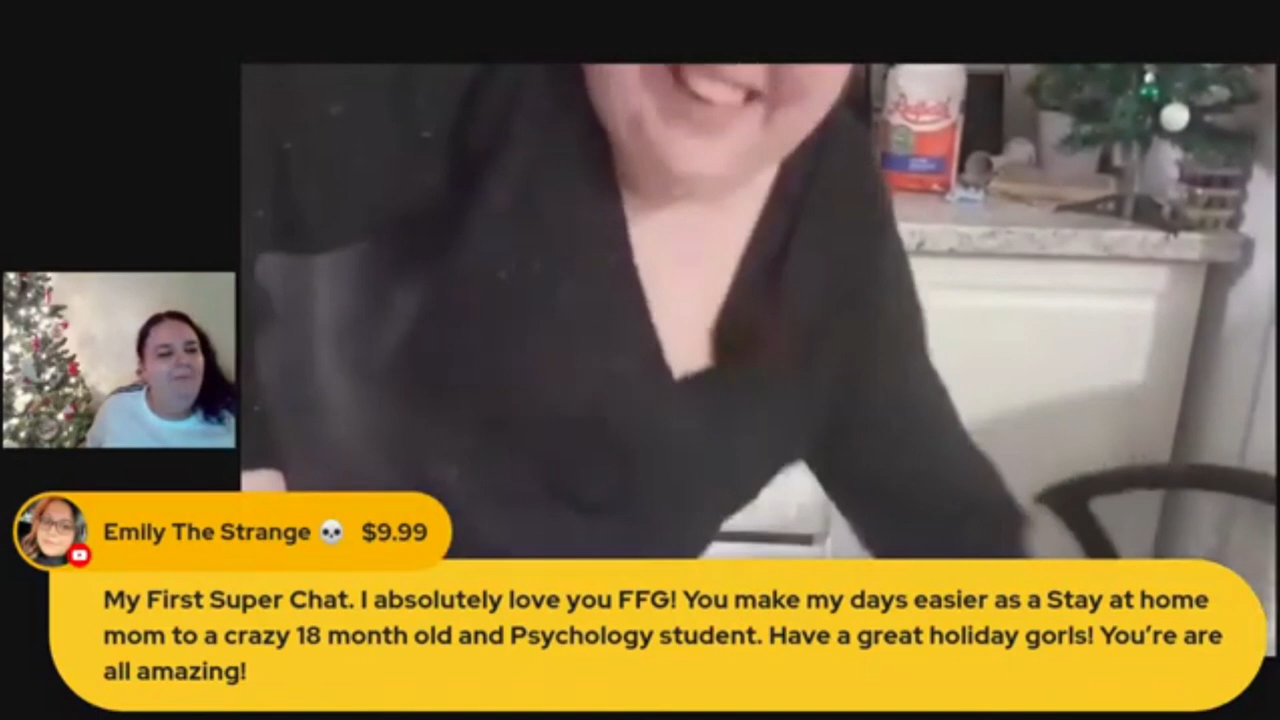 Emily The Strange 💀 $9.99
My First Super Chat. I absolutely love you FFG! You make my days easier as a Stay at home
mom to a crazy 18 month old and Psychology student. Have a great holiday gorls! You’re are
all amazing!